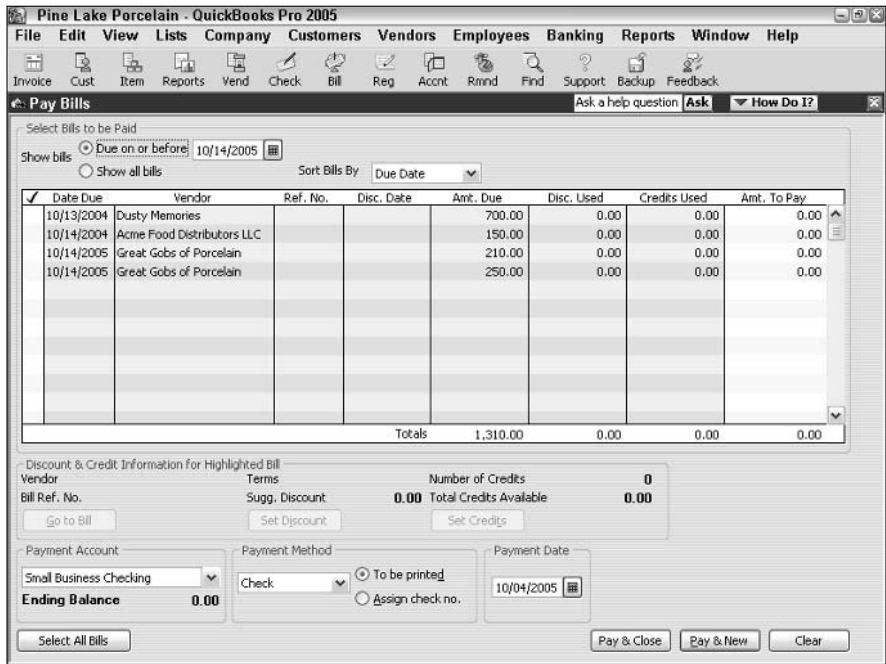 Pine Lake Porcelain - QuickBooks Pro 2005
File Edit View Lists Company Customers Vendors Employees Banking Reports Window Help
Invoice Cust Item Reports Vend Check Bill Reg Accnt Rmnd Find Support Backup Feedback
Pay Bills Ask a help question Ask How Do I?
Select Bills to be Paid
Show bills Due on or before 10/14/2005
Show all bills Sort Bills By Due Date
Date Due Vendor Ref. No. Disc. Date Amt. Due Disc. Used Credits Used Amt. To Pay
10/13/2004 Dusty Memories 700.00 0.00 0.00 0.00
10/14/2004 Acme Food Distributors LLC 150.00 0.00 0.00 0.00
10/14/2005 Great Gobs of Porcelain 210.00 0.00 0.00 0.00
10/14/2005 Great Gobs of Porcelain 250.00 0.00 0.00 0.00
Totals 1,310.00 0.00 0.00 0.00
Discount & Credit Information for Highlighted Bill
Vendor Terms Number of Credits 0
Bill Ref. No. Sugg. Discount 0.00 Total Credits Available 0.00
Go to Bill Set Discount Set Credits
Payment Account Payment Method Payment Date
Small Business Checking Check To be printed 10/04/2005
Ending Balance 0.00 Assign check no.
Select All Bills Pay & Close Pay & New Clear